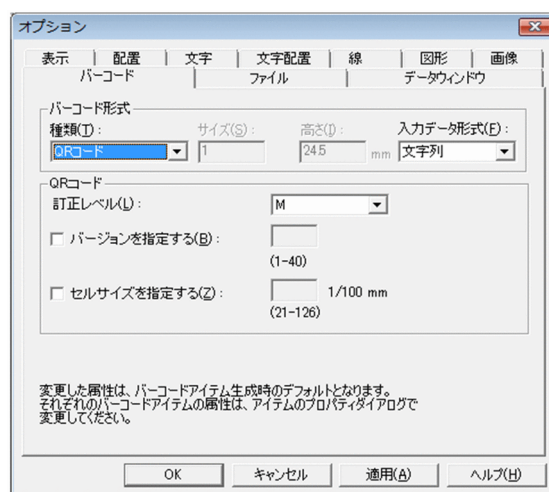 オプション
表示 配置 文字 文字配置 線 図形 画像
バーコード ファイル データウィンドウ
バーコード形式
種類(T): サイズ(S): 高さ(I): 入力データ形式(F):
QRコード 1 24.5 mm 文字列
QRコード
訂正レベル(L): M
バージョンを指定する(B):
(1-40)
セルサイズを指定する(Z): 1/100 mm
(21-126)
変更した属性は、バーコードアイテム生成時のデフォルトとなります。
それぞれのバーコードアイテムの属性は、アイテムのプロパティダイアログで
変更してください。
OK キャンセル 適用(A) ヘルプ(H)